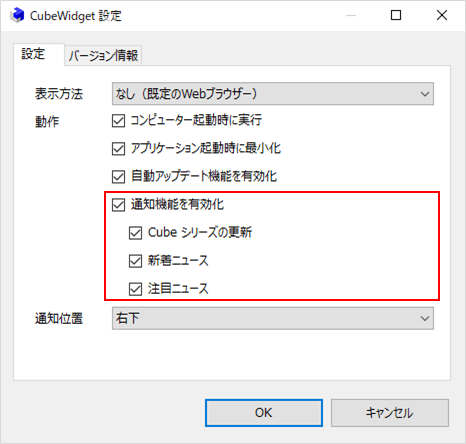 CubeWidget 設定
設定 バージョン情報
表示方法 なし（既定のWebブラウザー）
動作 コンピューター起動時に実行
アプリケーション起動時に最小化
自動アップデート機能を有効化
通知機能を有効化
Cube シリーズの更新
新着ニュース
注目ニュース
通知位置 右下
OK キャンセル